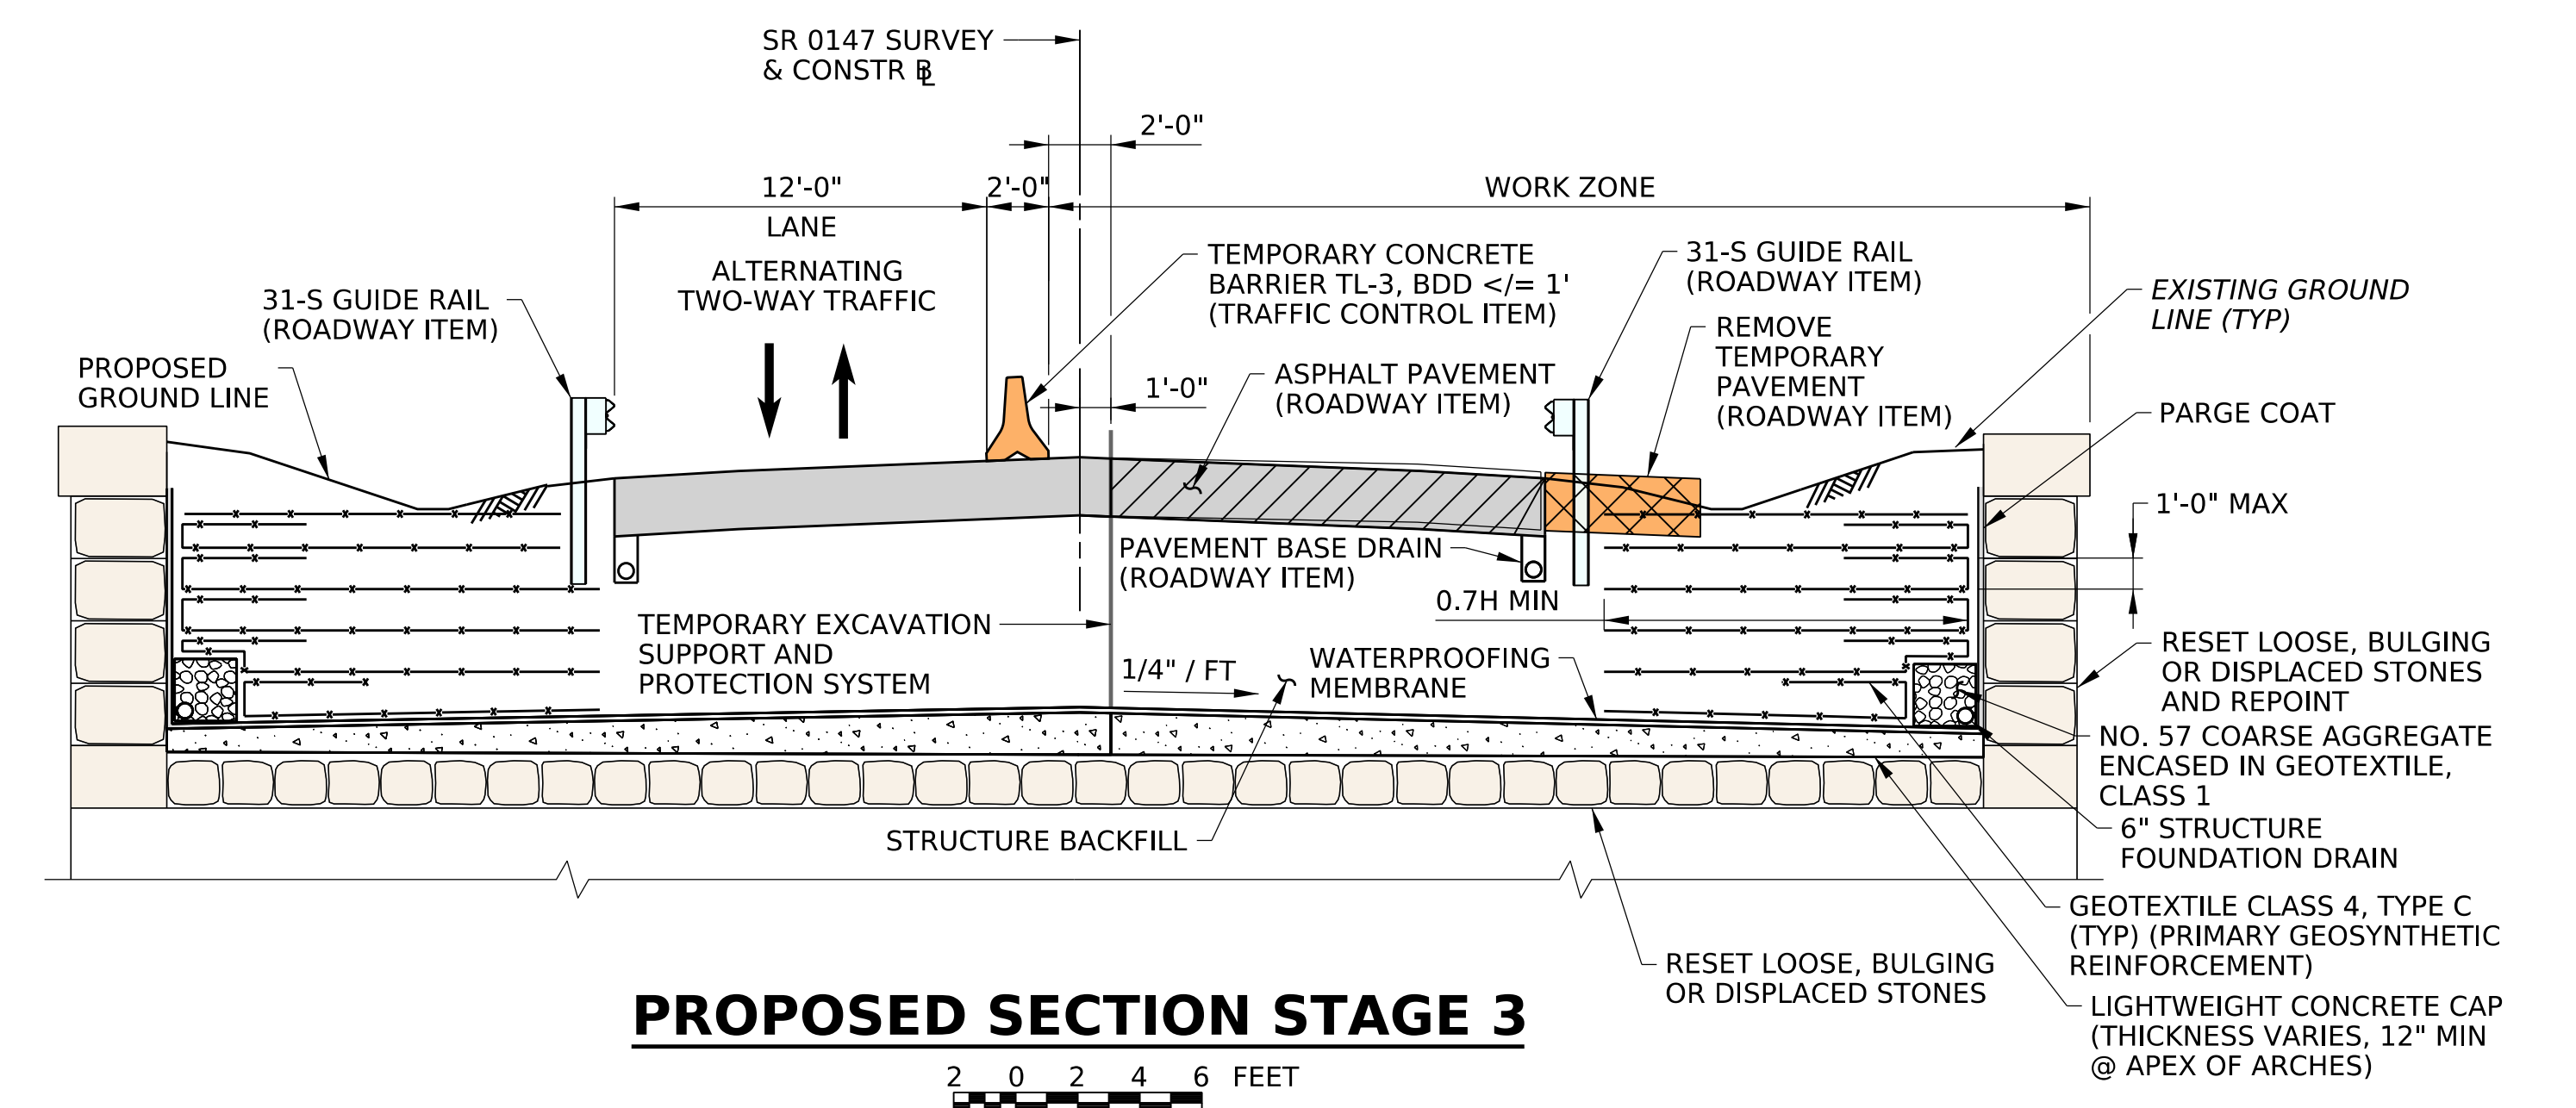 SR 0147 SURVEY
& CONSTR BL
2'-0"
12'-0"
2'-0"
WORK ZONE
LANE
ALTERNATING
TWO-WAY TRAFFIC
31-S GUIDE RAIL
(ROADWAY ITEM)
PROPOSED
GROUND LINE
TEMPORARY CONCRETE
BARRIER TL-3, BDD </= 1'
(TRAFFIC CONTROL ITEM)
31-S GUIDE RAIL
(ROADWAY ITEM)
EXISTING GROUND
LINE (TYP)
REMOVE
TEMPORARY
PAVEMENT
(ROADWAY ITEM)
1'-0"
ASPHALT PAVEMENT
(ROADWAY ITEM)
PARGE COAT
1'-0" MAX
PAVEMENT BASE DRAIN
(ROADWAY ITEM)
0.7H MIN
TEMPORARY EXCAVATION
SUPPORT AND
PROTECTION SYSTEM
1/4" / FT
WATERPROOFING
MEMBRANE
RESET LOOSE, BULGING
OR DISPLACED STONES
AND REPOINT
NO. 57 COARSE AGGREGATE
ENCASED IN GEOTEXTILE,
CLASS 1
6" STRUCTURE
FOUNDATION DRAIN
STRUCTURE BACKFILL
GEOTEXTILE CLASS 4, TYPE C
(TYP) (PRIMARY GEOSYNTHETIC
REINFORCEMENT)
RESET LOOSE, BULGING
OR DISPLACED STONES
LIGHTWEIGHT CONCRETE CAP
(THICKNESS VARIES, 12" MIN
@ APEX OF ARCHES)
PROPOSED SECTION STAGE 3
2 0 2 4 6 FEET